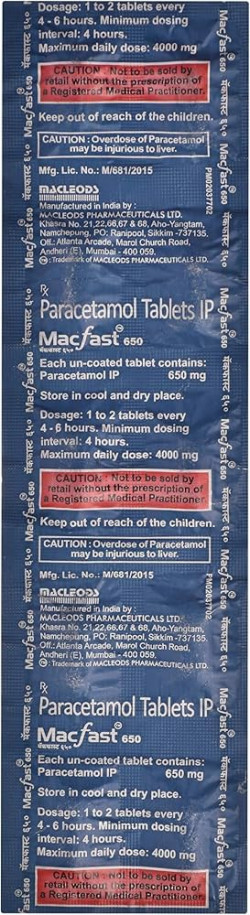 Dosage: 1 to 2 tablets every
4 - 6 hours. Minimum dosing
interval: 4 hours.
Maximum daily dose: 4000 mg
CAUTION : Not to be sold by
retail without the prescription of
a Registered Medical Practitioner.
Keep out of reach of the children.
CAUTION : Overdose of Paracetamol
may be injurious to liver.
Mfg. Lic. No.: M/681/2015
MACLEODS
Manufactured in India by :
MACLEODS PHARMACEUTICALS LTD.
Khasra No. 21,22,66,67 & 68, Aho-Yangtam,
Namchepung, PO: Ranipool, Sikkim -737135.
Off.: Atlanta Arcade, Marol Church Road,
Andheri (E), Mumbai - 400 059.
TM : Trademark of MACLEODS PHARMACEUTICALS LTD.
PM02037702
℞
Paracetamol Tablets IP
Macfast™ 650
मॅकफास्ट ६५०
Each un-coated tablet contains:
Paracetamol IP 650 mg
Store in cool and dry place.
Dosage: 1 to 2 tablets every
4 - 6 hours. Minimum dosing
interval: 4 hours.
Maximum daily dose: 4000 mg
CAUTION : Not to be sold by
retail without the prescription of
a Registered Medical Practitioner.
Keep out of reach of the children.
CAUTION : Overdose of Paracetamol
may be injurious to liver.
Mfg. Lic. No.: M/681/2015
MACLEODS
Manufactured in India by :
MACLEODS PHARMACEUTICALS LTD.
Khasra No. 21,22,66,67 & 68, Aho-Yangtam,
Namchepung, PO: Ranipool, Sikkim -737135.
Off.: Atlanta Arcade, Marol Church Road,
Andheri (E), Mumbai - 400 059.
TM : Trademark of MACLEODS PHARMACEUTICALS LTD.
PM02037702
℞
Paracetamol Tablets IP
Macfast™ 650
मॅकफास्ट ६५०
Each un-coated tablet contains:
Paracetamol IP 650 mg
Store in cool and dry place.
Dosage: 1 to 2 tablets every
4 - 6 hours. Minimum dosing
interval: 4 hours.
Maximum daily dose: 4000 mg
CAUTION : Not to be sold by
retail without the prescription of
a Registered Medical Practitioner.